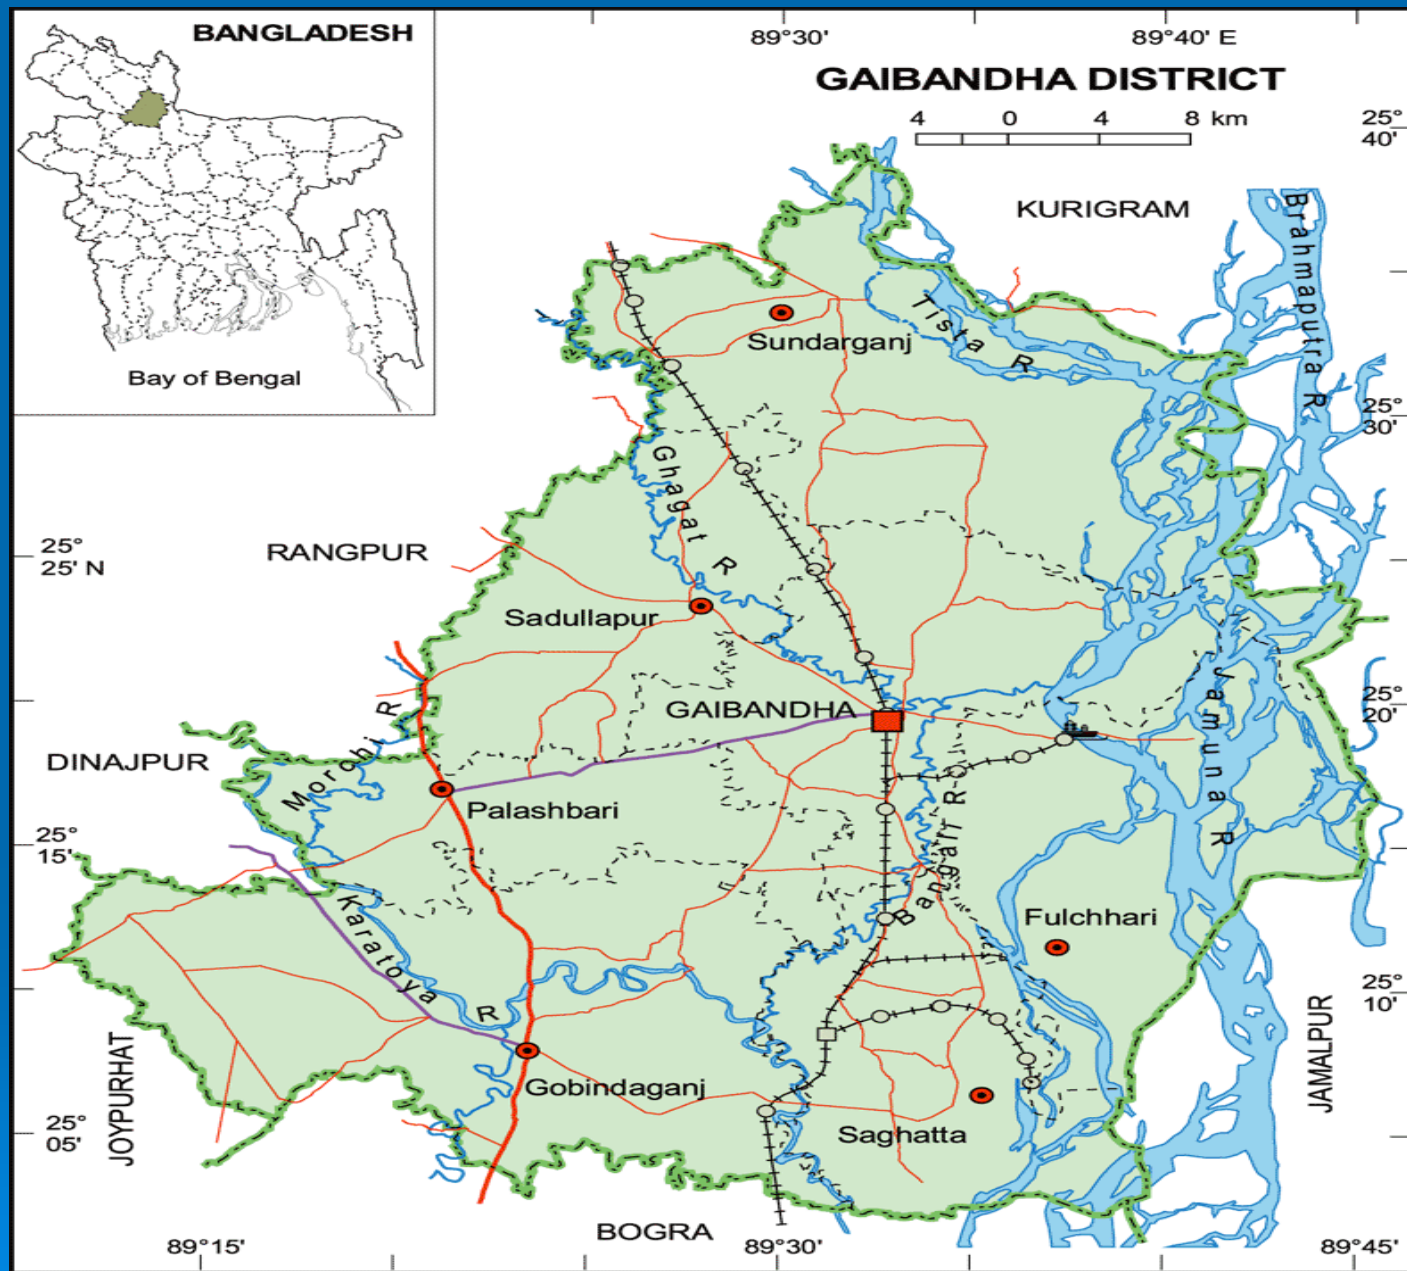 BANGLADESH
Bay of Bengal
89°30'
89°40' E
GAIBANDHA DISTRICT
4 0 4 8 km
25°
40'
KURIGRAM
Brahmaputra R
Tista R
Sundarganj
25°
30'
Ghagat R
RANGPUR
25°
25' N
Sadullapur
GAIBANDHA
25°
20'
Jamuna R
DINAJPUR
Morchi R
Palashbari
25°
15'
Bangali R
Karatoya R
Fulchhari
25°
10'
JOYPURHAT
JAMALPUR
Gobindaganj
Saghatta
25°
05'
BOGRA
89°15'
89°30'
89°45'